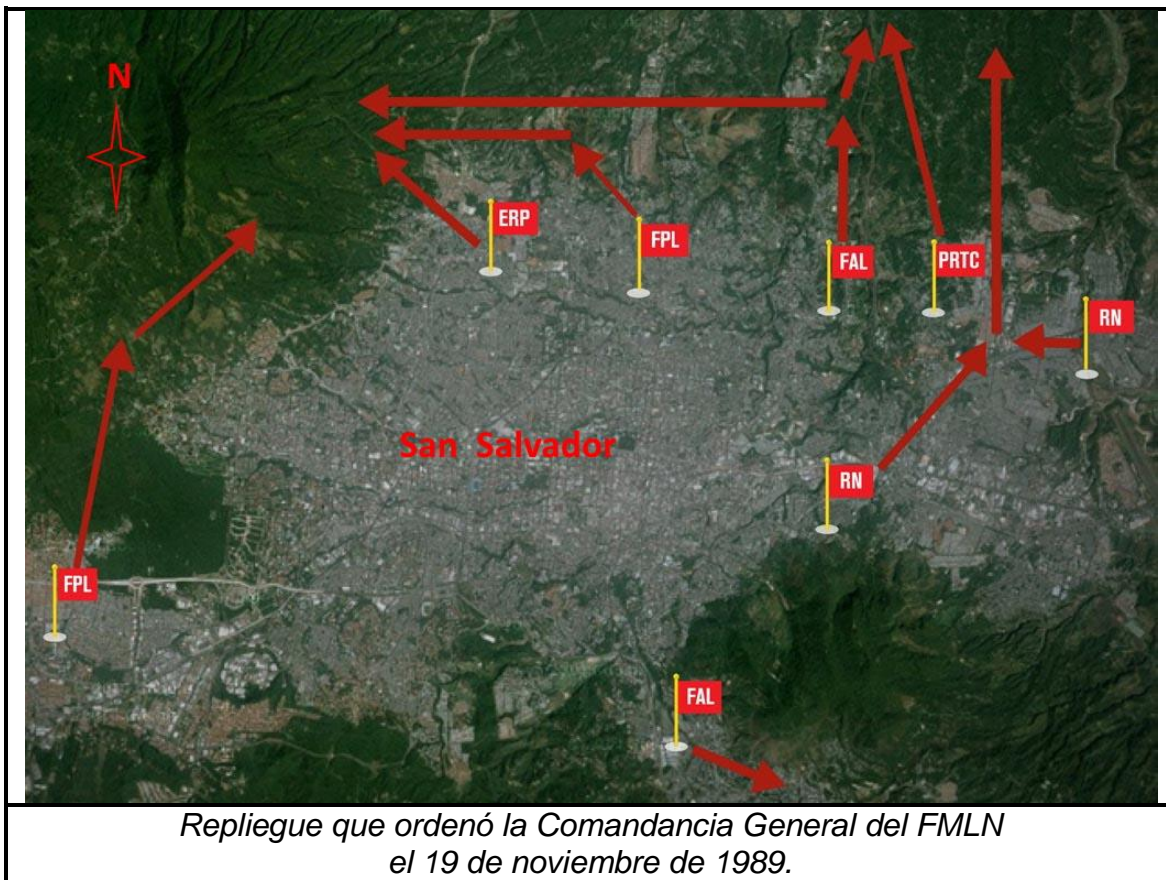 N
ERP
FPL
FAL
PRTC
RN
San Salvador
RN
FPL
FAL
Repliegue que ordenó la Comandancia General del FMLN
el 19 de noviembre de 1989.